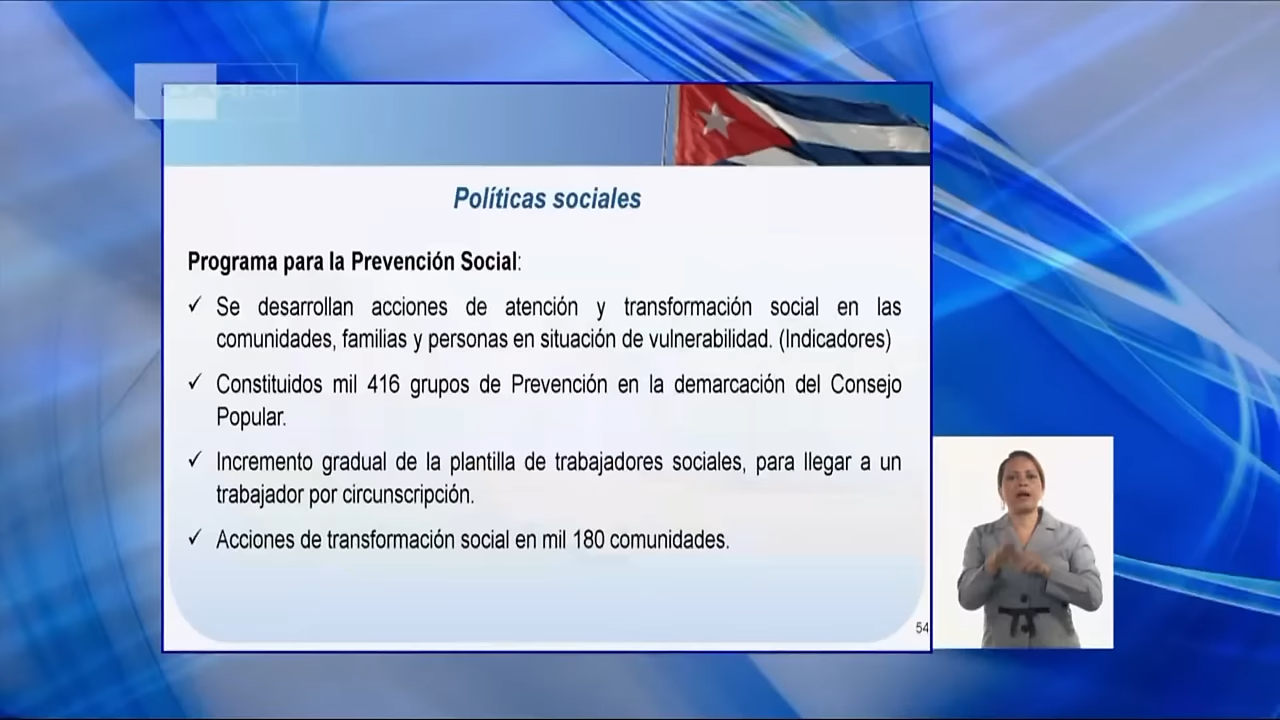 Políticas sociales
Programa para la Prevención Social:
✓ Se desarrollan acciones de atención y transformación social en las
comunidades, familias y personas en situación de vulnerabilidad. (Indicadores)
✓ Constituidos mil 416 grupos de Prevención en la demarcación del Consejo
Popular.
✓ Incremento gradual de la plantilla de trabajadores sociales, para llegar a un
trabajador por circunscripción.
✓ Acciones de transformación social en mil 180 comunidades.
54